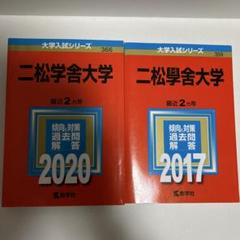 大学入試シリーズ
366
二松学舎大学
最近2カ年
傾向と対策
過去問
解答
2020
教学社
大学入試シリーズ
二松學舍大学
最近2カ年
傾向と対策
過去問
解答
2017
教学社